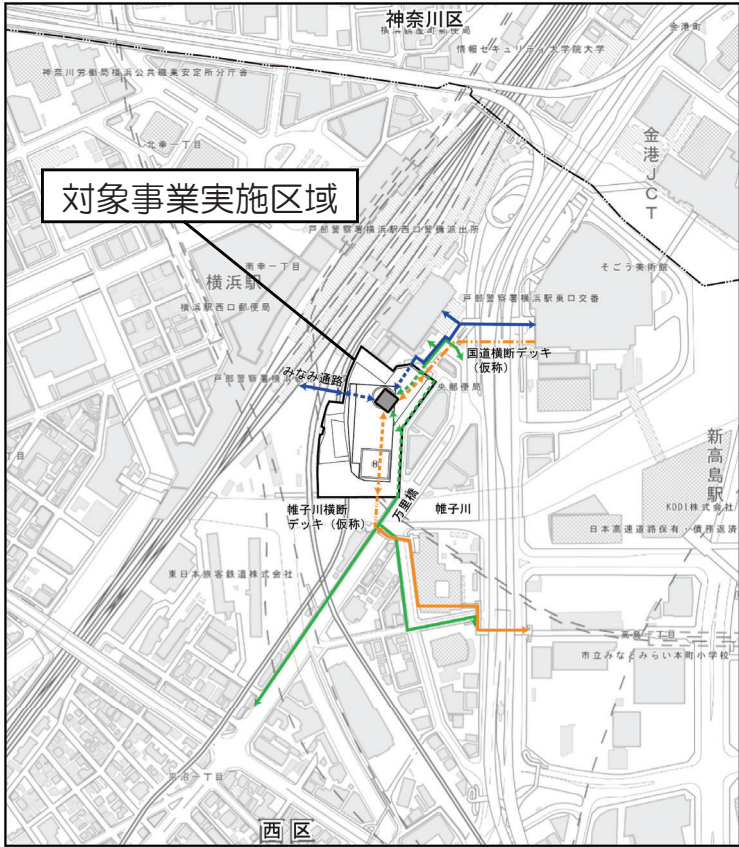 神奈川区
金港町
情報セキュリティ大学院大学
神奈川労働局横浜公共職業安定所分庁舎
北幸一丁目
金港JCT
対象事業実施区域
戸部警察署横浜駅西口警備派出所
そごう美術館
南幸一丁目
横浜駅
横浜駅西口郵便局
戸部警察署横浜駅東口交番
国道横断デッキ
(仮称)
みなみ通路
央郵便局
新高島駅
万里橋
帷子川横断
デッキ(仮称)
帷子川
KDDI株式会社
日本高速道路保有・債務返済
東日本旅客鉄道株式会社
高島一丁目
市立みなとみらい本町小学校
平沼一丁目
西区